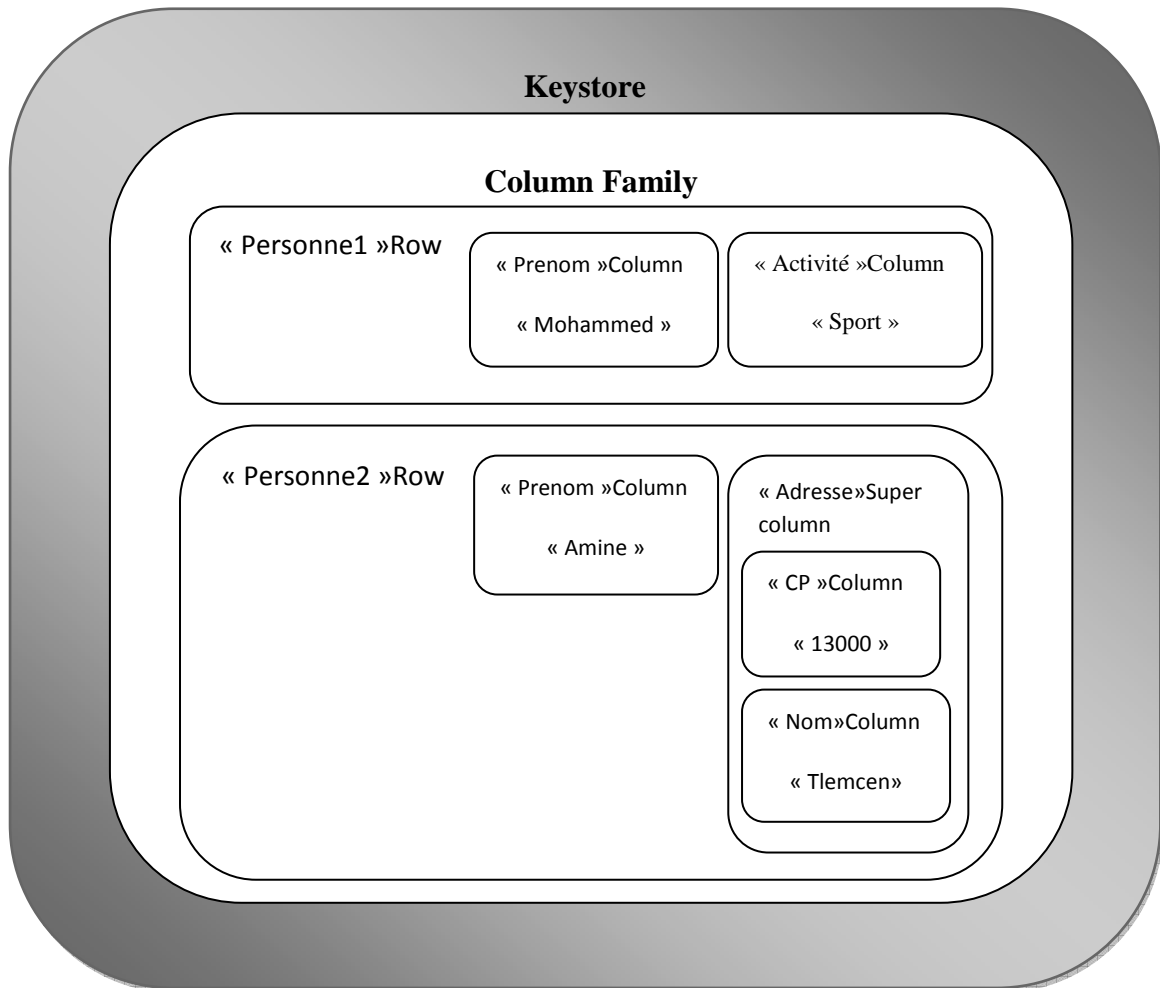 Keystore
Column Family
« Personne1 »Row
« Prenom »Column
« Mohammed »
« Activité »Column
« Sport »
« Personne2 »Row
« Prenom »Column
« Amine »
« Adresse»Super
column
« CP »Column
« 13000 »
« Nom»Column
« Tlemcen»